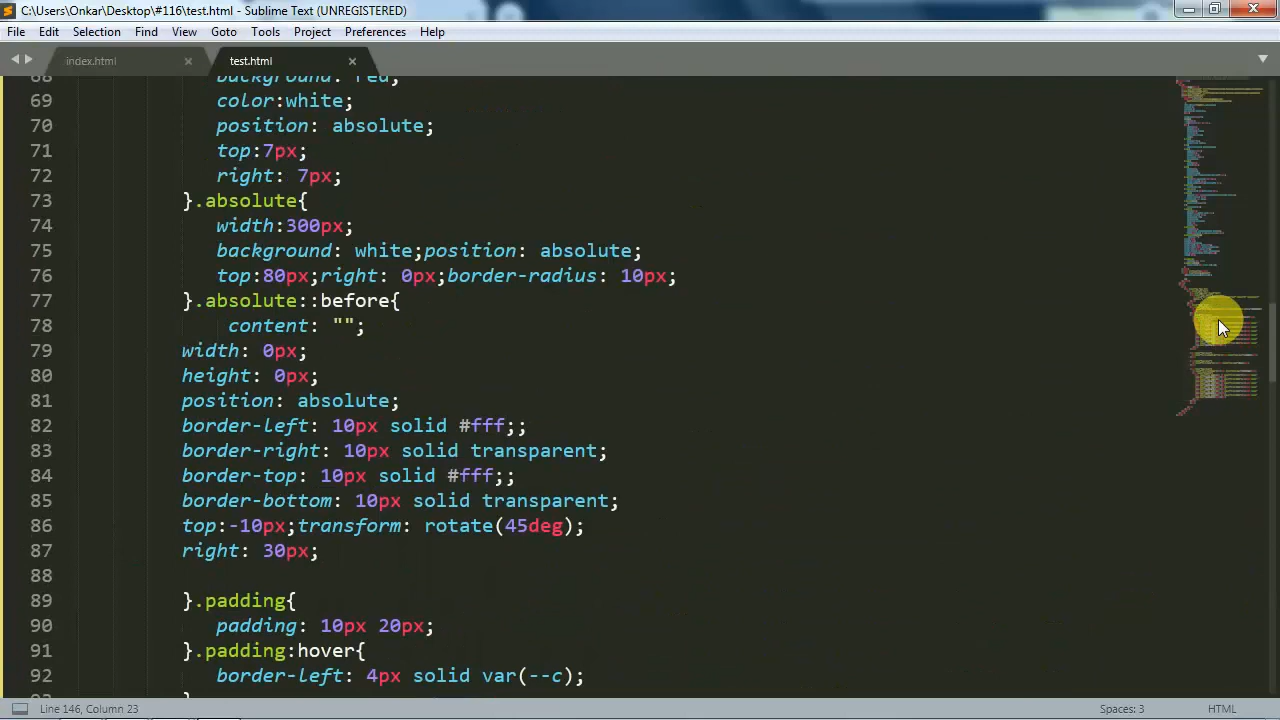 C:\Users\Onkar\Desktop\#116\test.html - Sublime Text (UNREGISTERED)
File Edit Selection Find View Goto Tools Project Preferences Help
index.html test.html
68 background: red;
69 color:white;
70 position: absolute;
71 top:7px;
72 right: 7px;
73 }.absolute{
74 width:300px;
75 background: white;position: absolute;
76 top:80px;right: 0px;border-radius: 10px;
77 }.absolute::before{
78 content: "";
79 width: 0px;
80 height: 0px;
81 position: absolute;
82 border-left: 10px solid #fff;;
83 border-right: 10px solid transparent;
84 border-top: 10px solid #fff;;
85 border-bottom: 10px solid transparent;
86 top:-10px;transform: rotate(45deg);
87 right: 30px;
88
89 }.padding{
90 padding: 10px 20px;
91 }.padding:hover{
92 border-left: 4px solid var(--c);
93 }
Line 146, Column 23 Spaces: 3 HTML